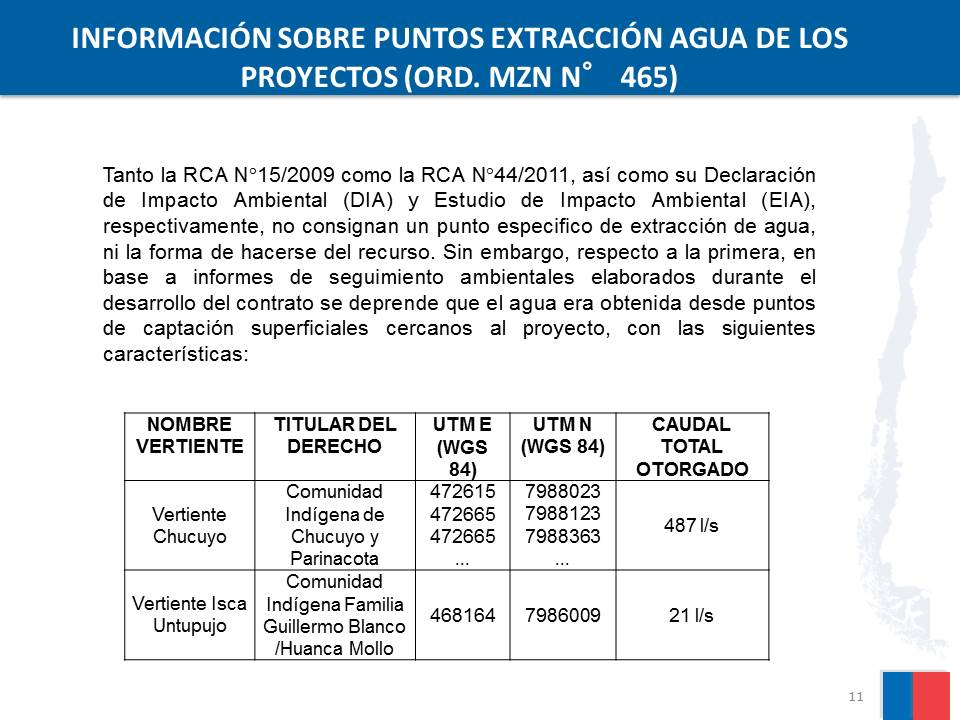 INFORMACIÓN SOBRE PUNTOS EXTRACCIÓN AGUA DE LOS
PROYECTOS (ORD. MZN N° 465)
Tanto la RCA N°15/2009 como la RCA N°44/2011, así como su Declaración
de Impacto Ambiental (DIA) y Estudio de Impacto Ambiental (EIA),
respectivamente, no consignan un punto especifico de extracción de agua,
ni la forma de hacerse del recurso. Sin embargo, respecto a la primera, en
base a informes de seguimiento ambientales elaborados durante el
desarrollo del contrato se deprende que el agua era obtenida desde puntos
de captación superficiales cercanos al proyecto, con las siguientes
características:
NOMBRE
VERTIENTE
TITULAR DEL
DERECHO
UTM E
(WGS
84)
UTM N
(WGS 84)
CAUDAL
TOTAL
OTORGADO
Vertiente
Chucuyo
Comunidad
Indígena de
Chucuyo y
Parinacota
472615
472665
472665
...
7988023
7988123
7988363
...
487 l/s
Vertiente Isca
Untupujo
Comunidad
Indígena Familia
Guillermo Blanco
/Huanca Mollo
468164
7986009
21 l/s
11